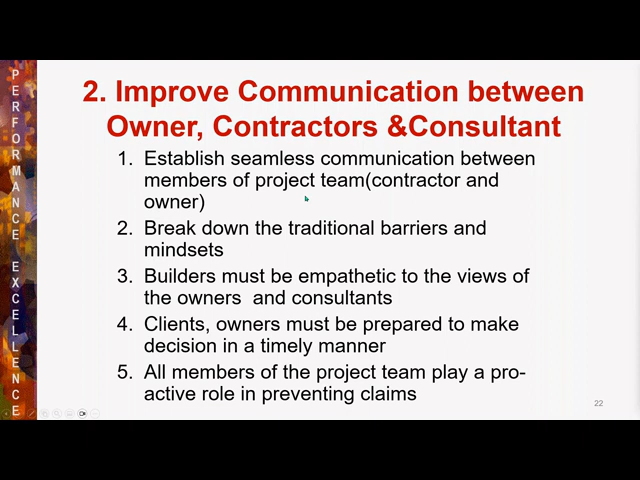 PERFORMANCE EXCELLENCE
2. Improve Communication between
Owner, Contractors &Consultant
1. Establish seamless communication between
members of project team(contractor and
owner)
2. Break down the traditional barriers and
mindsets
3. Builders must be empathetic to the views of
the owners  and consultants
4. Clients, owners must be prepared to make
decision in a timely manner
5. All members of the project team play a pro-
active role in preventing claims
22